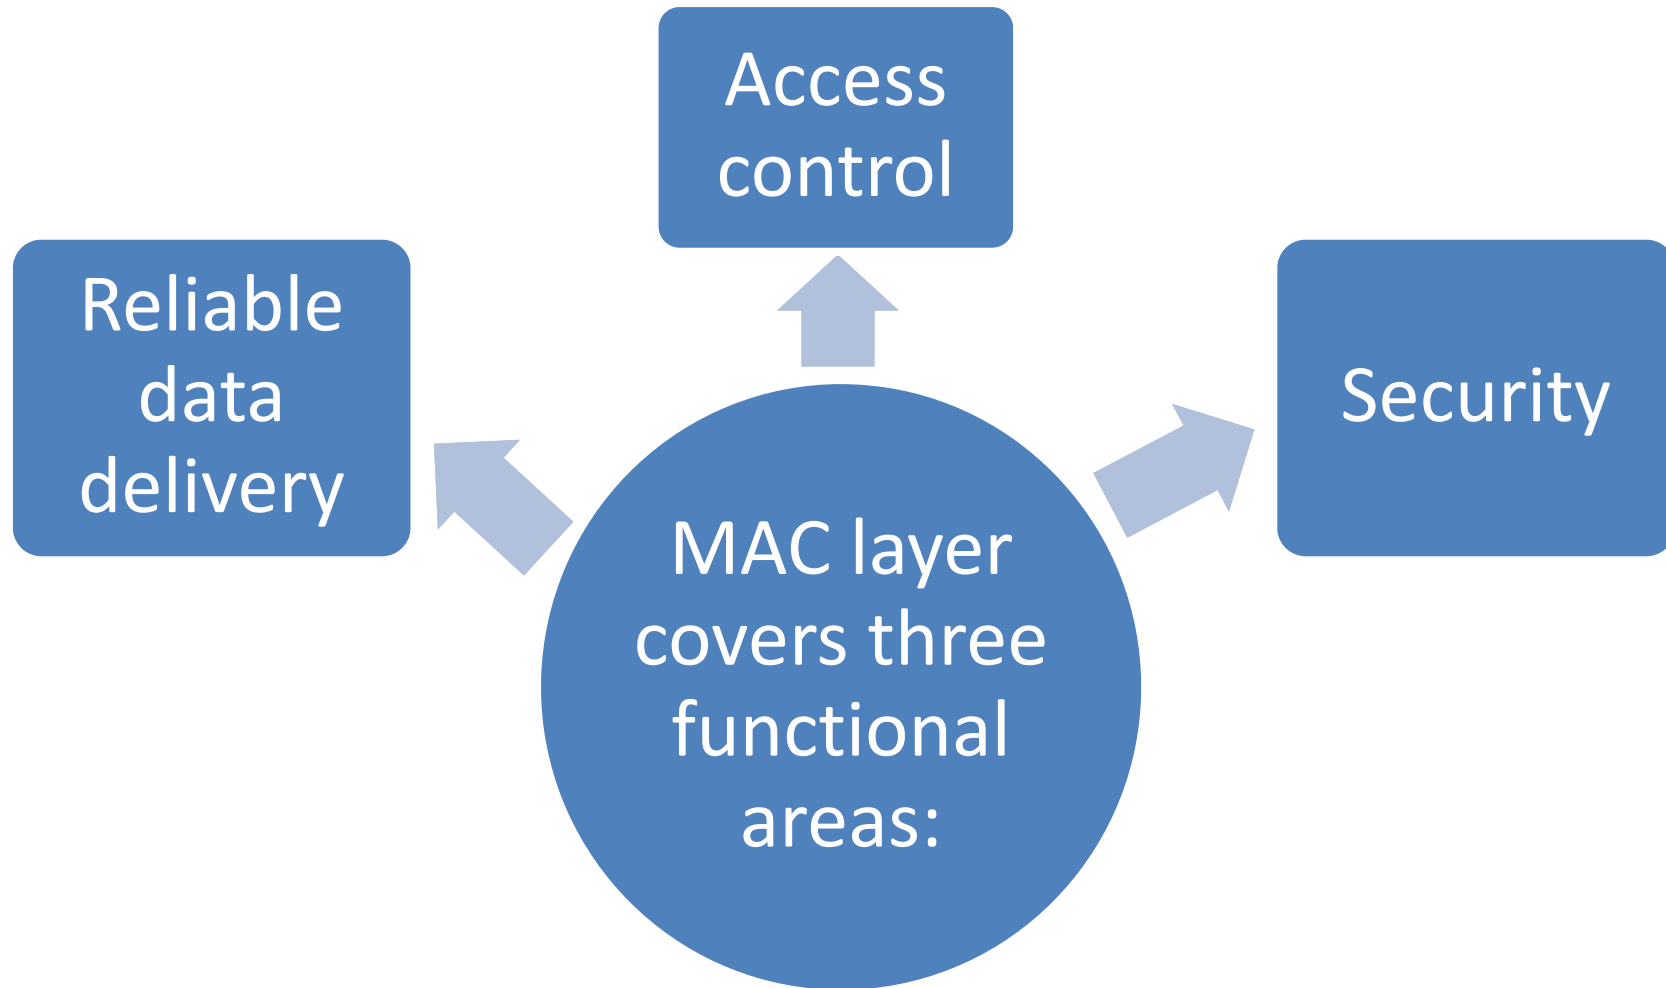 Access
control
Reliable
data
delivery
Security
MAC layer
covers three
functional
areas: